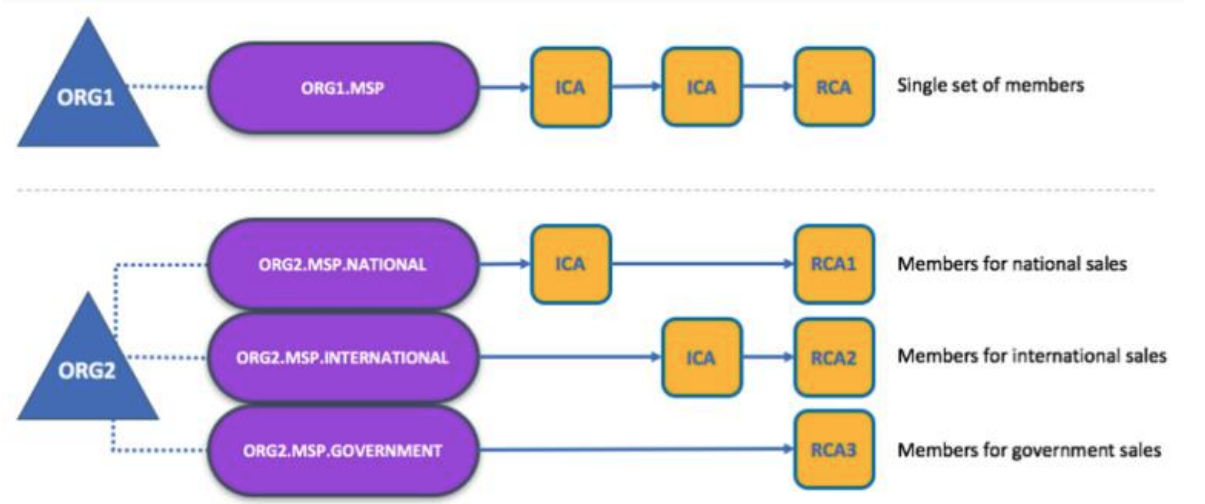 ORG1
ORG1.MSP
ICA
ICA
RCA
Single set of members
ORG2
ORG2.MSP.NATIONAL
ICA
RCA1
Members for national sales
ORG2.MSP.INTERNATIONAL
ICA
RCA2
Members for international sales
ORG2.MSP.GOVERNMENT
RCA3
Members for government sales